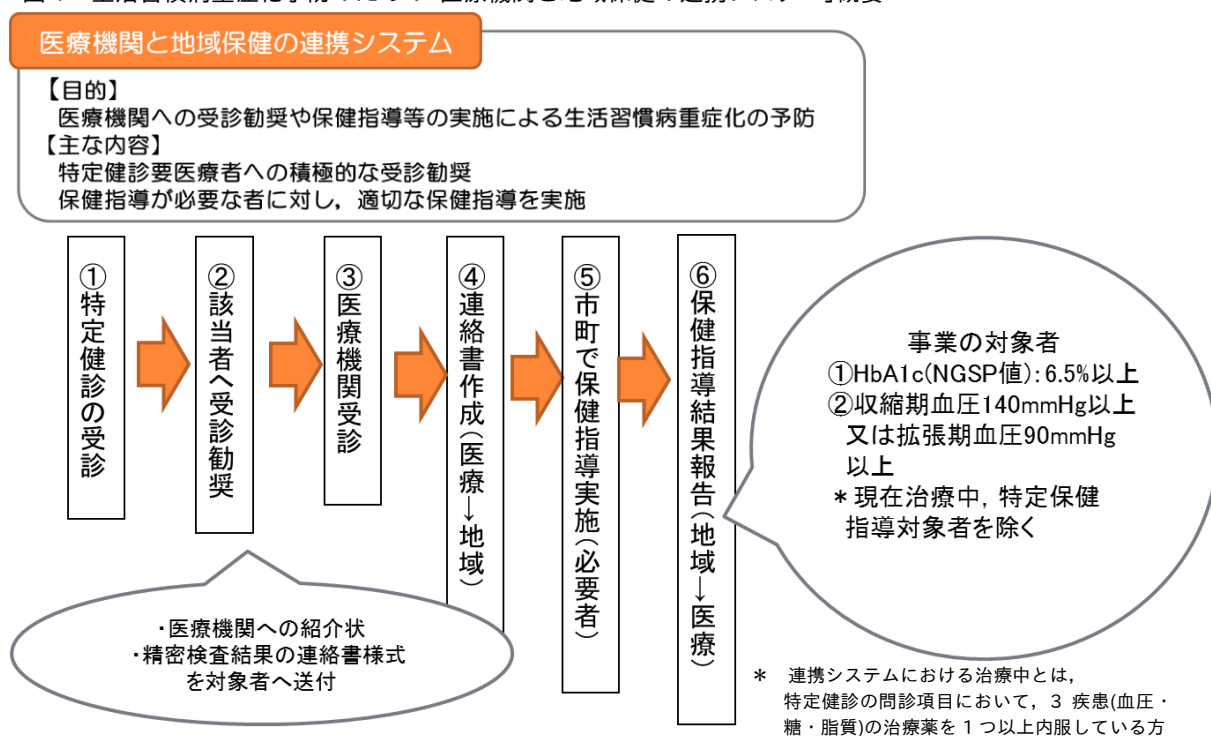 医療機関と地域保健の連携システム
【目的】
医療機関への受診勧奨や保健指導等の実施による生活習慣病重症化の予防
【主な内容】
特定健診要医療者への積極的な受診勧奨
保健指導が必要な者に対し，適切な保健指導を実施
①特定健診の受診
②該当者へ受診勧奨
③医療機関受診
④連絡書作成（医療→地域）
⑤市町で保健指導実施（必要者）
⑥保健指導結果報告（地域→医療）
事業の対象者
①HbA1c(NGSP値)：6.5%以上
②収縮期血圧140mmHg以上
又は拡張期血圧90mmHg
以上
＊現在治療中，特定保健
指導対象者を除く
・医療機関への紹介状
・精密検査結果の連絡書様式
を対象者へ送付
＊ 連携システムにおける治療中とは，
特定健診の問診項目において，3 疾患(血圧・
糖・脂質)の治療薬を１つ以上内服している方